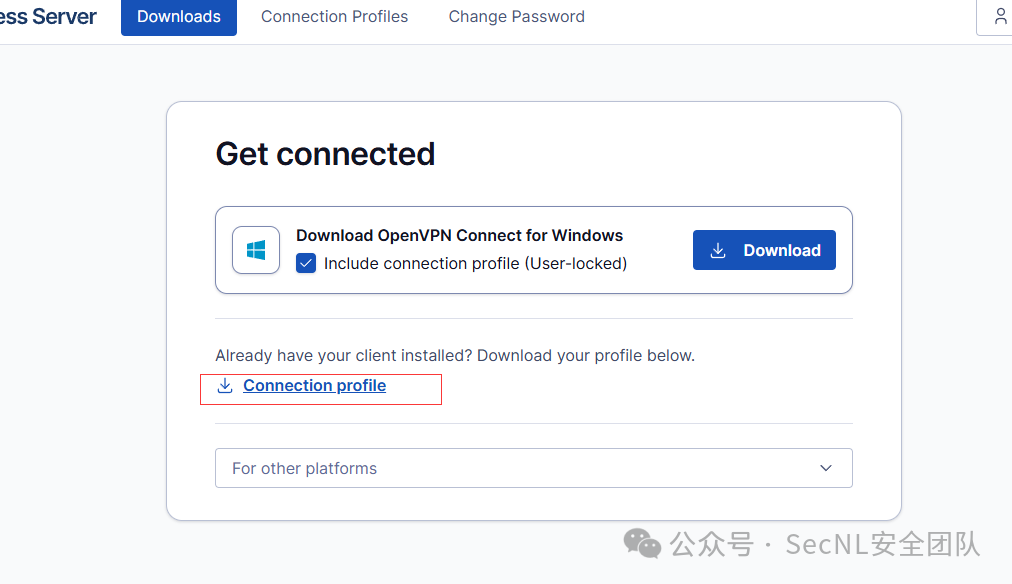 ess Server
Downloads
Connection Profiles
Change Password
Get connected
Download OpenVPN Connect for Windows
Include connection profile (User-locked)
Download
Already have your client installed? Download your profile below.
Connection profile
For other platforms
公众号 · SecNL安全团队